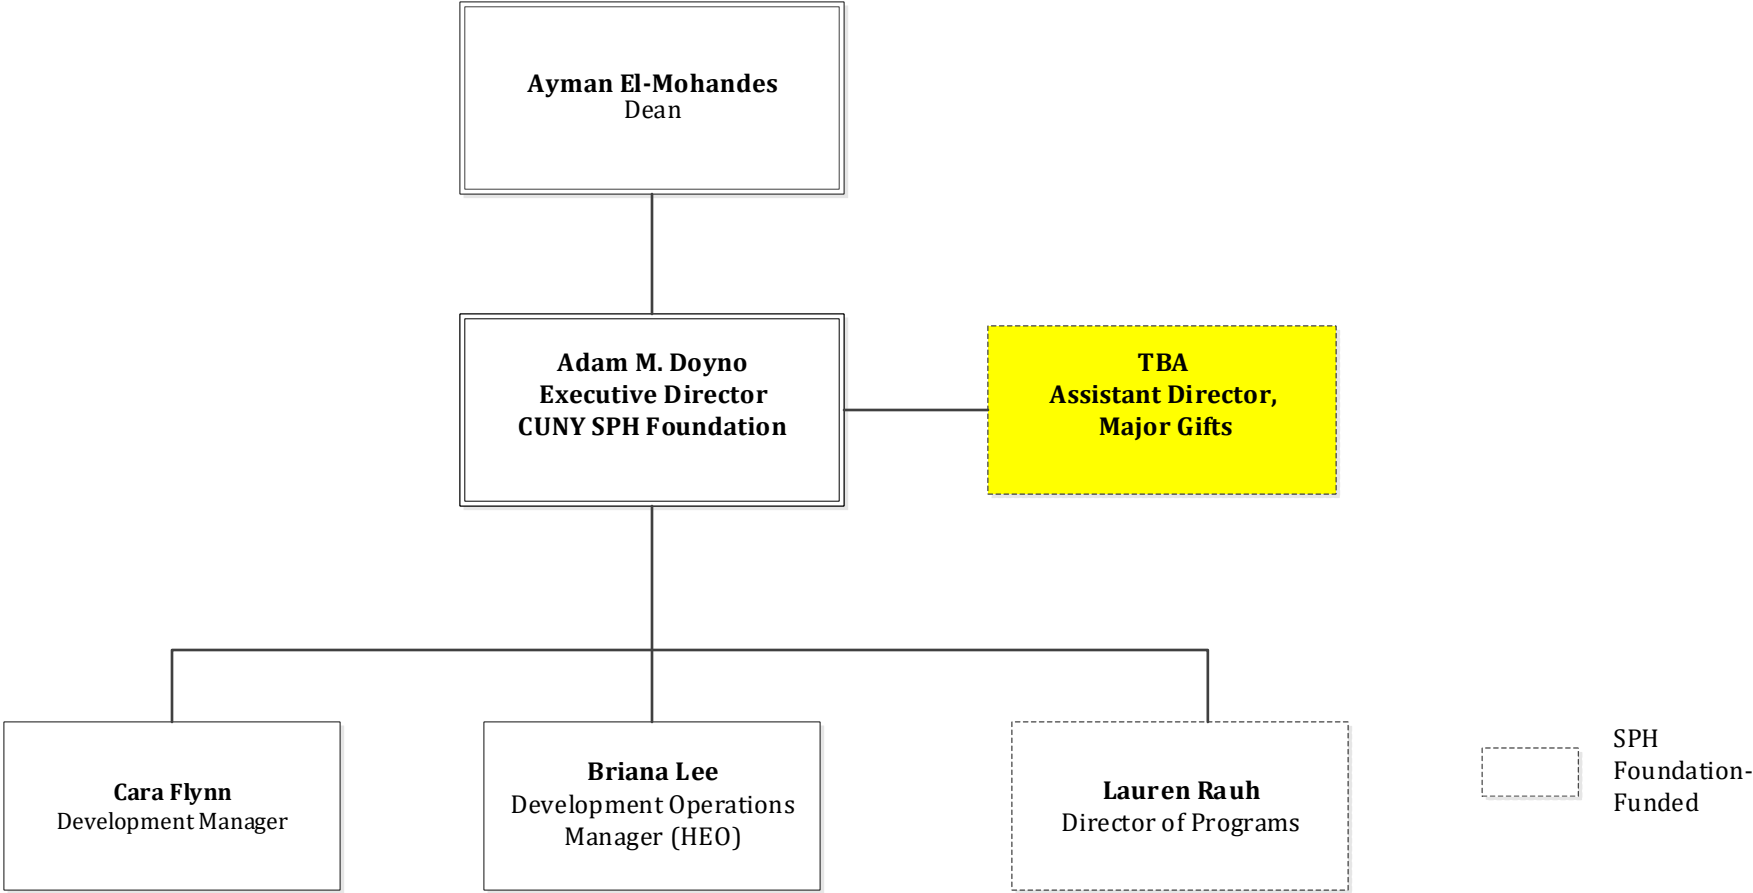 Ayman El-Mohandes
Dean
Adam M. Doyno
Executive Director
CUNY SPH Foundation
TBA
Assistant Director,
Major Gifts
Cara Flynn
Development Manager
Briana Lee
Development Operations
Manager (HEO)
Lauren Rauh
Director of Programs
SPH
Foundation-
Funded